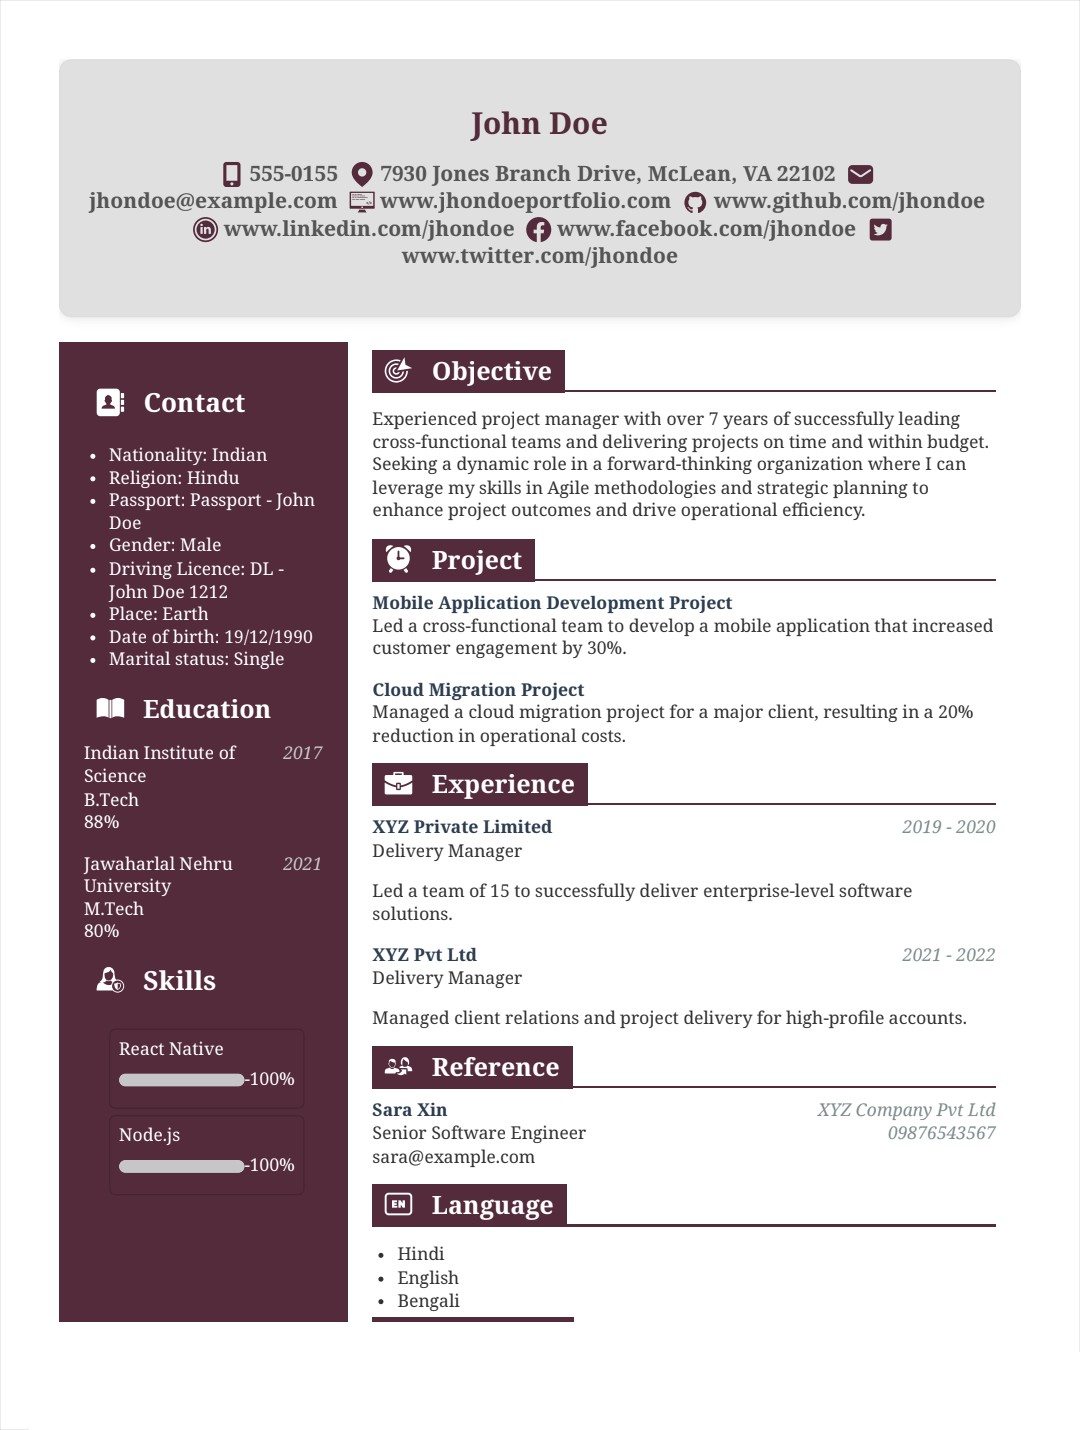 John Doe
555-0155 7930 Jones Branch Drive, McLean, VA 22102
jhondoe@example.com www.jhondoeportfolio.com www.github.com/jhondoe
www.linkedin.com/jhondoe www.facebook.com/jhondoe
www.twitter.com/jhondoe
Contact
• Nationality: Indian
• Religion: Hindu
• Passport: Passport - John
Doe
• Gender: Male
• Driving Licence: DL -
John Doe 1212
• Place: Earth
• Date of birth: 19/12/1990
• Marital status: Single
Education
Indian Institute of 2017
Science
B.Tech
88%
Jawaharlal Nehru 2021
University
M.Tech
80%
Skills
React Native
-100%
Node.js
-100%
Objective
Experienced project manager with over 7 years of successfully leading
cross-functional teams and delivering projects on time and within budget.
Seeking a dynamic role in a forward-thinking organization where I can
leverage my skills in Agile methodologies and strategic planning to
enhance project outcomes and drive operational efficiency.
Project
Mobile Application Development Project
Led a cross-functional team to develop a mobile application that increased
customer engagement by 30%.
Cloud Migration Project
Managed a cloud migration project for a major client, resulting in a 20%
reduction in operational costs.
Experience
XYZ Private Limited 2019 - 2020
Delivery Manager
Led a team of 15 to successfully deliver enterprise-level software
solutions.
XYZ Pvt Ltd 2021 - 2022
Delivery Manager
Managed client relations and project delivery for high-profile accounts.
Reference
Sara Xin XYZ Company Pvt Ltd
Senior Software Engineer 09876543567
sara@example.com
EN Language
• Hindi
• English
• Bengali